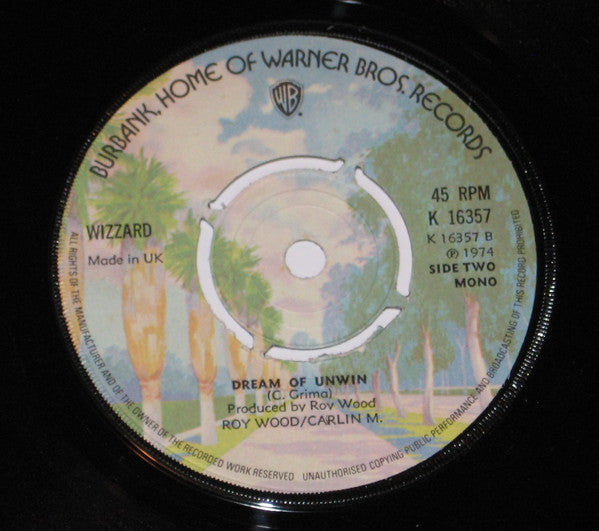 BURBANK, HOME OF WARNER BROS. RECORDS
WB
WIZZARD
Made in UK
45 RPM
K 16357
K 16357 B
℗ 1974
SIDE TWO
MONO
DREAM OF UNWIN
(C. Grima)
Produced by Roy Wood
ROY WOOD/CARLIN M.
ALL RIGHTS OF THE MANUFACTURER AND OF THE OWNER OF THE RECORDED WORK RESERVED UNAUTHORISED COPYING PUBLIC PERFORMANCE AND BROADCASTING OF THIS RECORD PROHIBITED